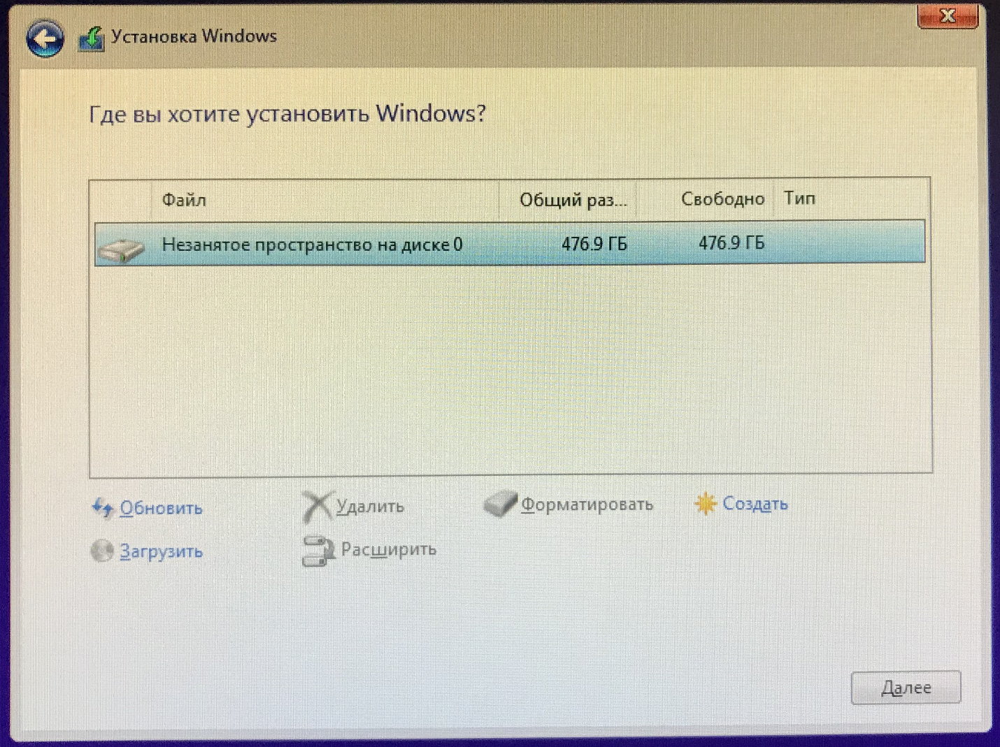 Установка Windows
Где вы хотите установить Windows?
Файл Общий раз... Свободно Тип
Незанятое пространство на диске 0 476.9 ГБ 476.9 ГБ
Обновить Удалить Форматировать Создать
Загрузить Расширить
Далее